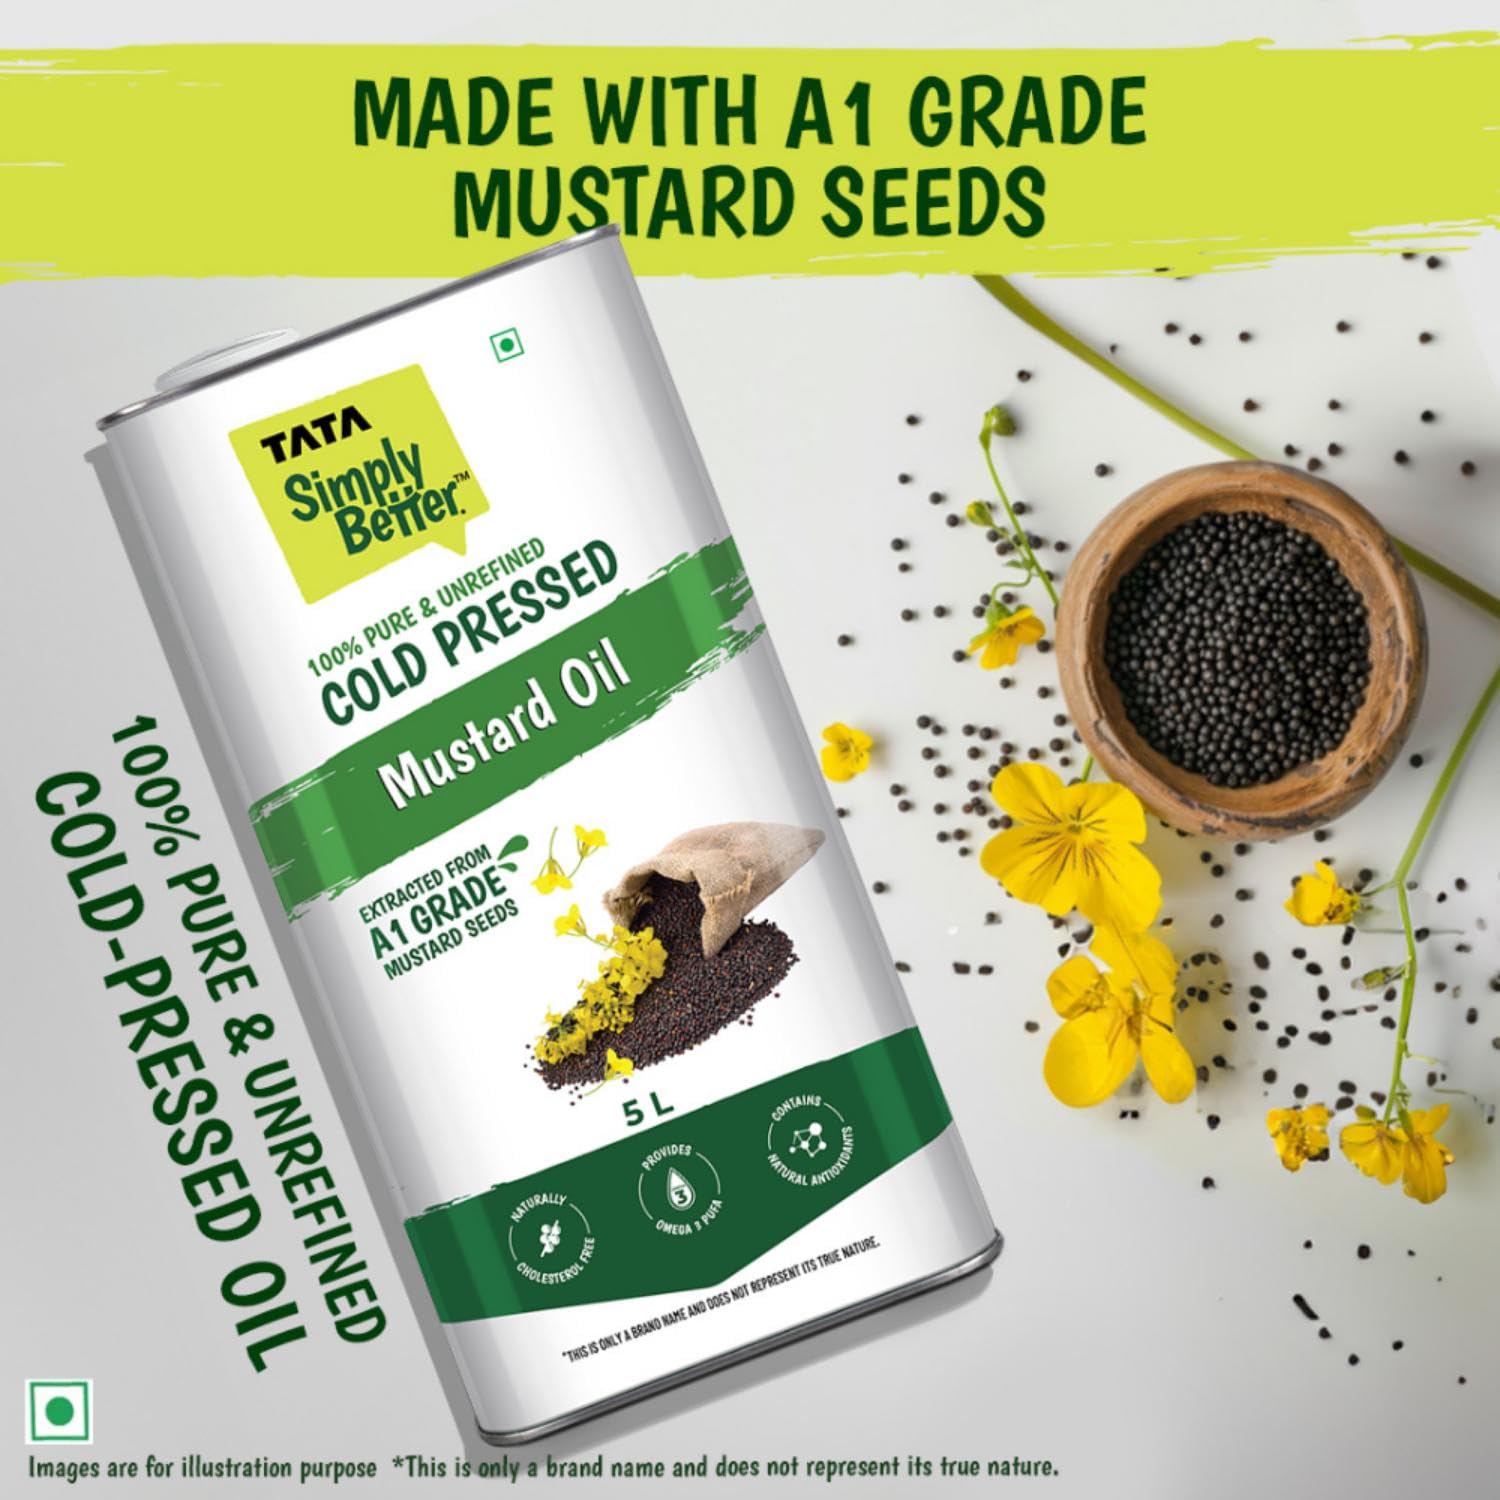 MADE WITH A1 GRADE
MUSTARD SEEDS
TATA
Simply
Better™
100% PURE & UNREFINED
COLD PRESSED
Mustard Oil
EXTRACTED FROM
A1 GRADE
MUSTARD SEEDS
5 L
NATURALLY
CHOLESTEROL FREE
PROVIDES
3
OMEGA 3 PUFA
CONTAINS
NATURAL ANTIOXIDANTS
*THIS IS ONLY A BRAND NAME AND DOES NOT REPRESENT ITS TRUE NATURE.
100% PURE & UNREFINED
COLD-PRESSED OIL
Images are for illustration purpose *This is only a brand name and does not represent its true nature.